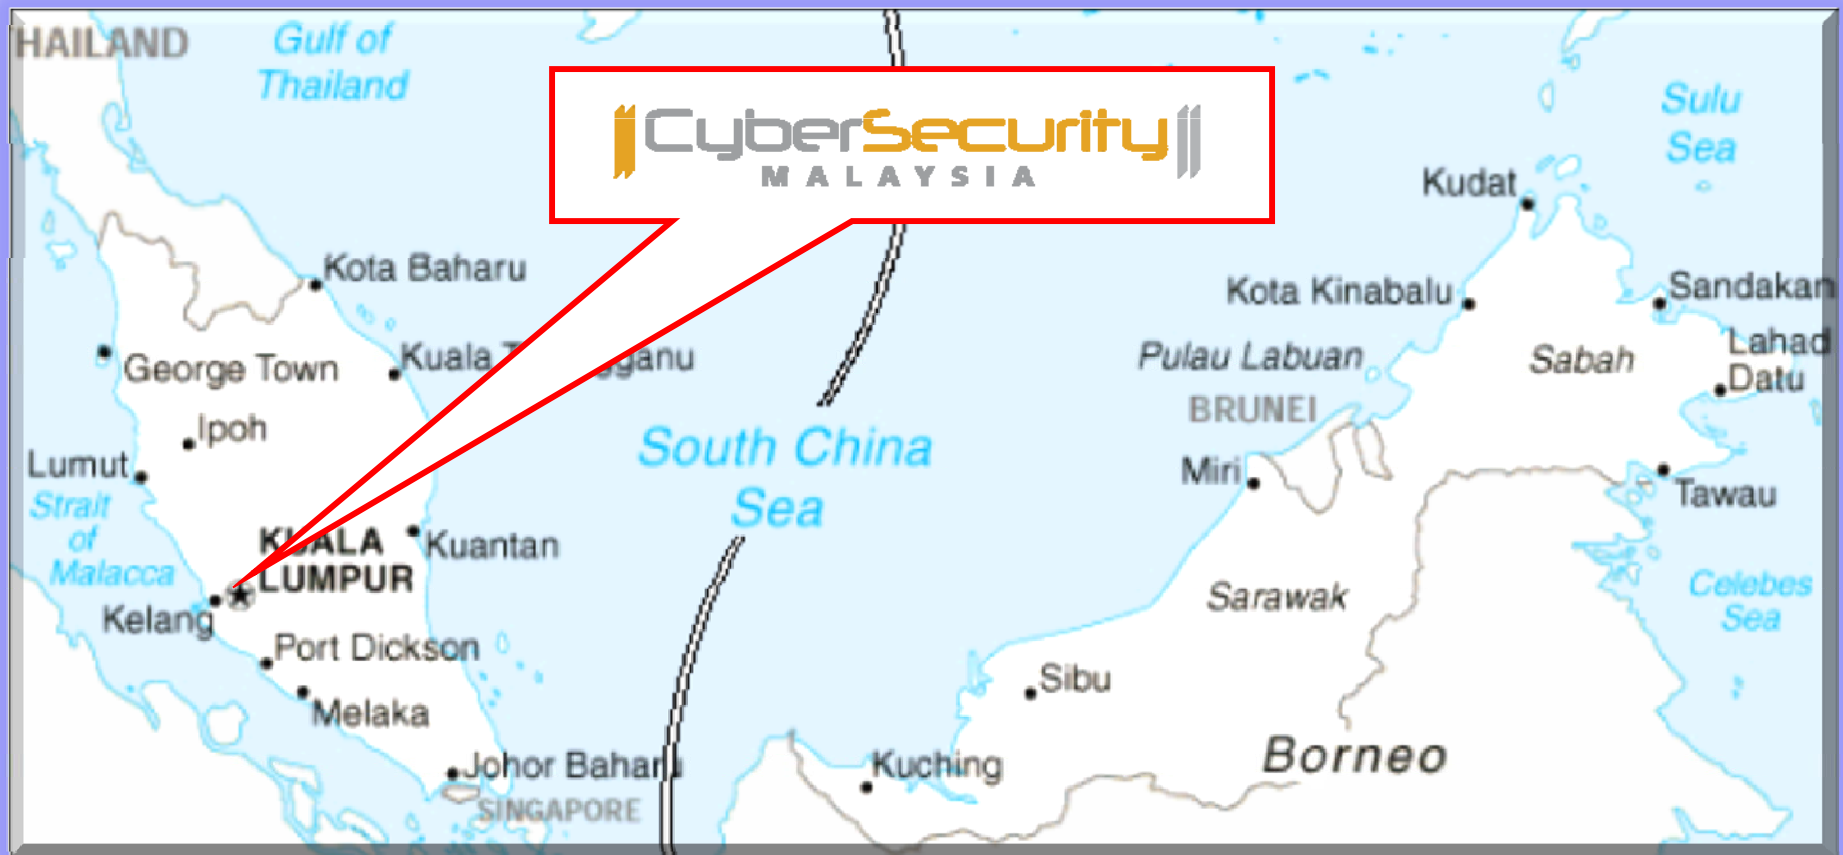 HAILAND
Gulf of
Thailand
CyberSecurity
MALAYSIA
Sulu
Sea
Kudat
Kota Baharu
Kota Kinabalu
Sandakan
George Town
Kuala
Pulau Labuan
Sabah
Lahad
Datu
BRUNEI
Ipoh
Lumut
South China
Sea
Miri
Tawau
Strait
of
Malacca
KUALA
LUMPUR
Kuantan
Kelang
Sarawak
Celebes
Sea
Port Dickson
Melaka
Sibu
Johor Baharu
SINGAPORE
Kuching
Borneo